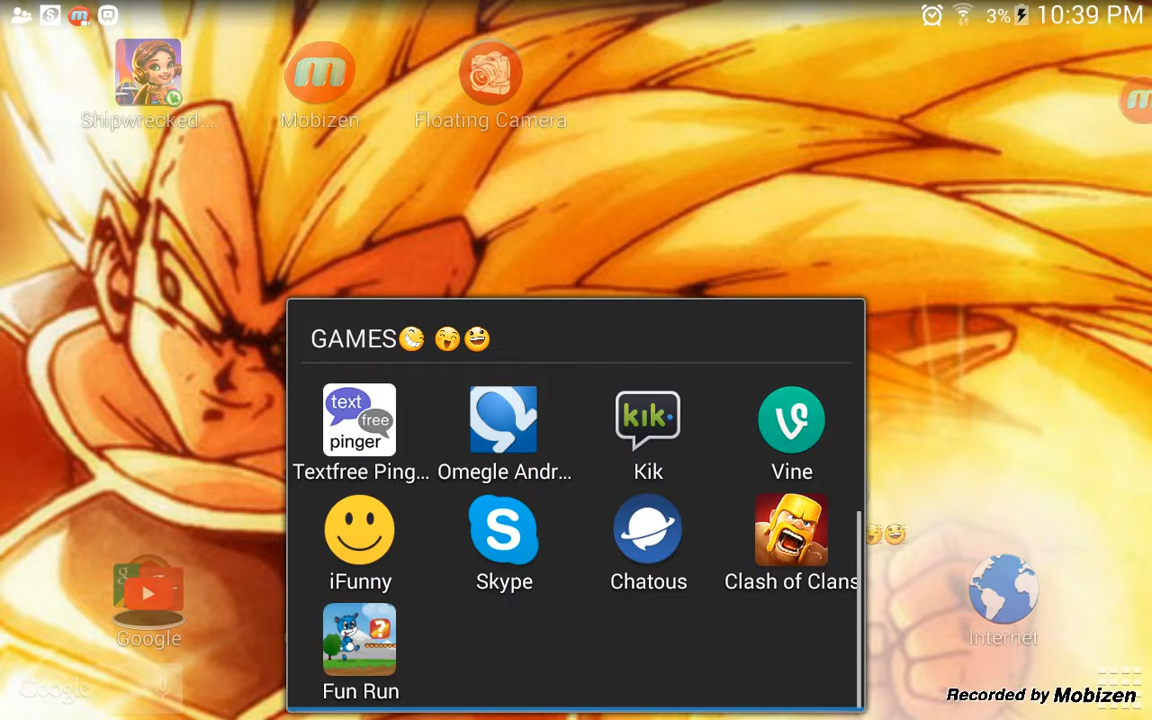 3% 10:39 PM
Shipwrecked:... Mobizen Floating Camera
m
GAMES
text free pinger
kik
Textfree Ping... Omegle Andr... Kik Vine
S
iFunny Skype Chatous Clash of Clans
?
Fun Run
Google Internet
Google
Recorded by Mobizen